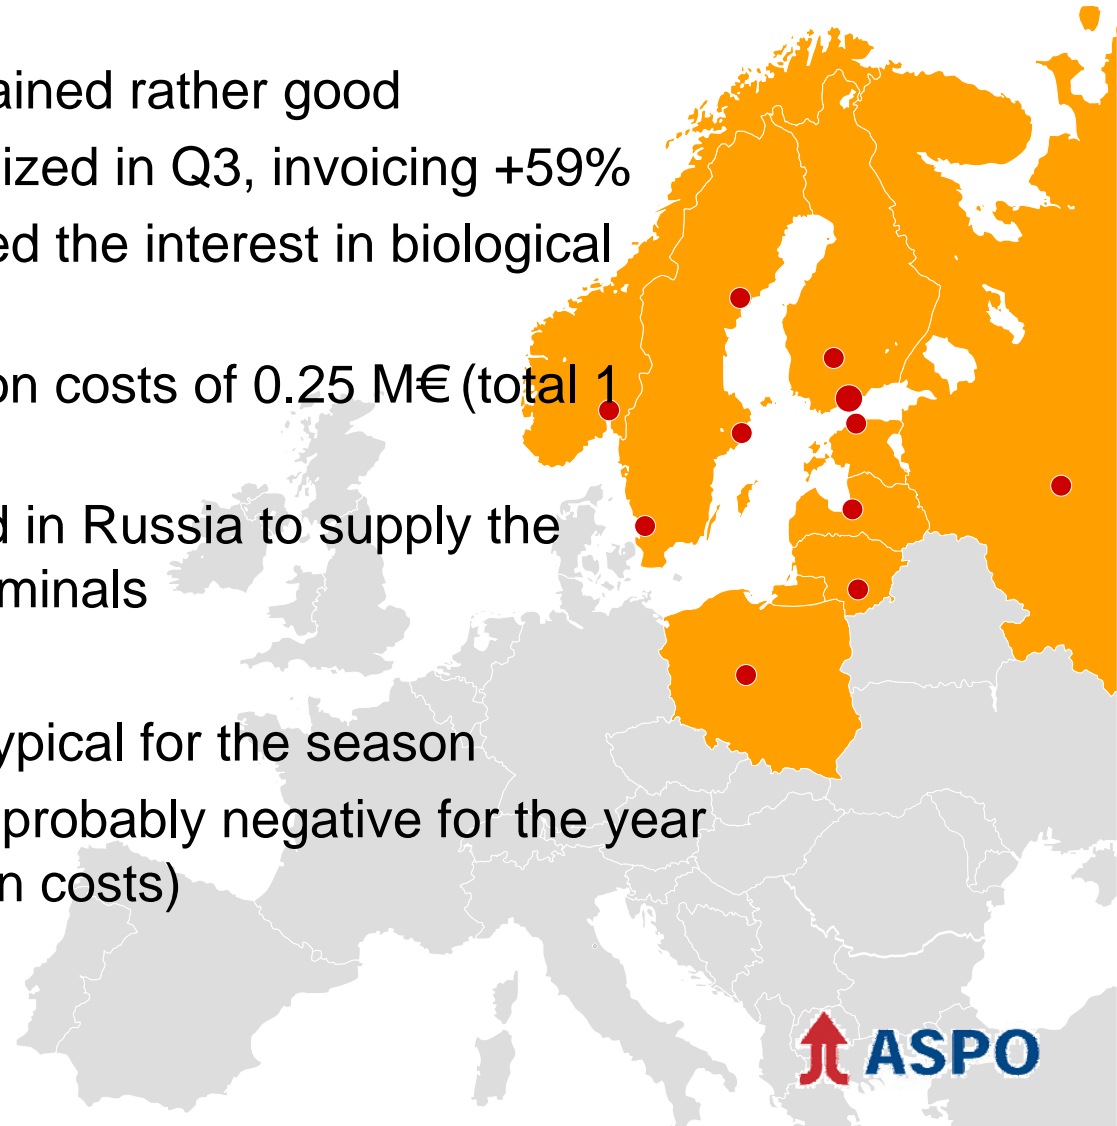 ained rather good
ized in Q3, invoicing +59%
ed the interest in biological
on costs of 0.25 M€ (total 1
d in Russia to supply the
minals
ypical for the season
probably negative for the year
n costs)
ASPO